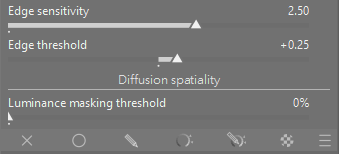 Edge sensitivity 2.50
Edge threshold +0.25
Diffusion spatiality
Luminance masking threshold 0%